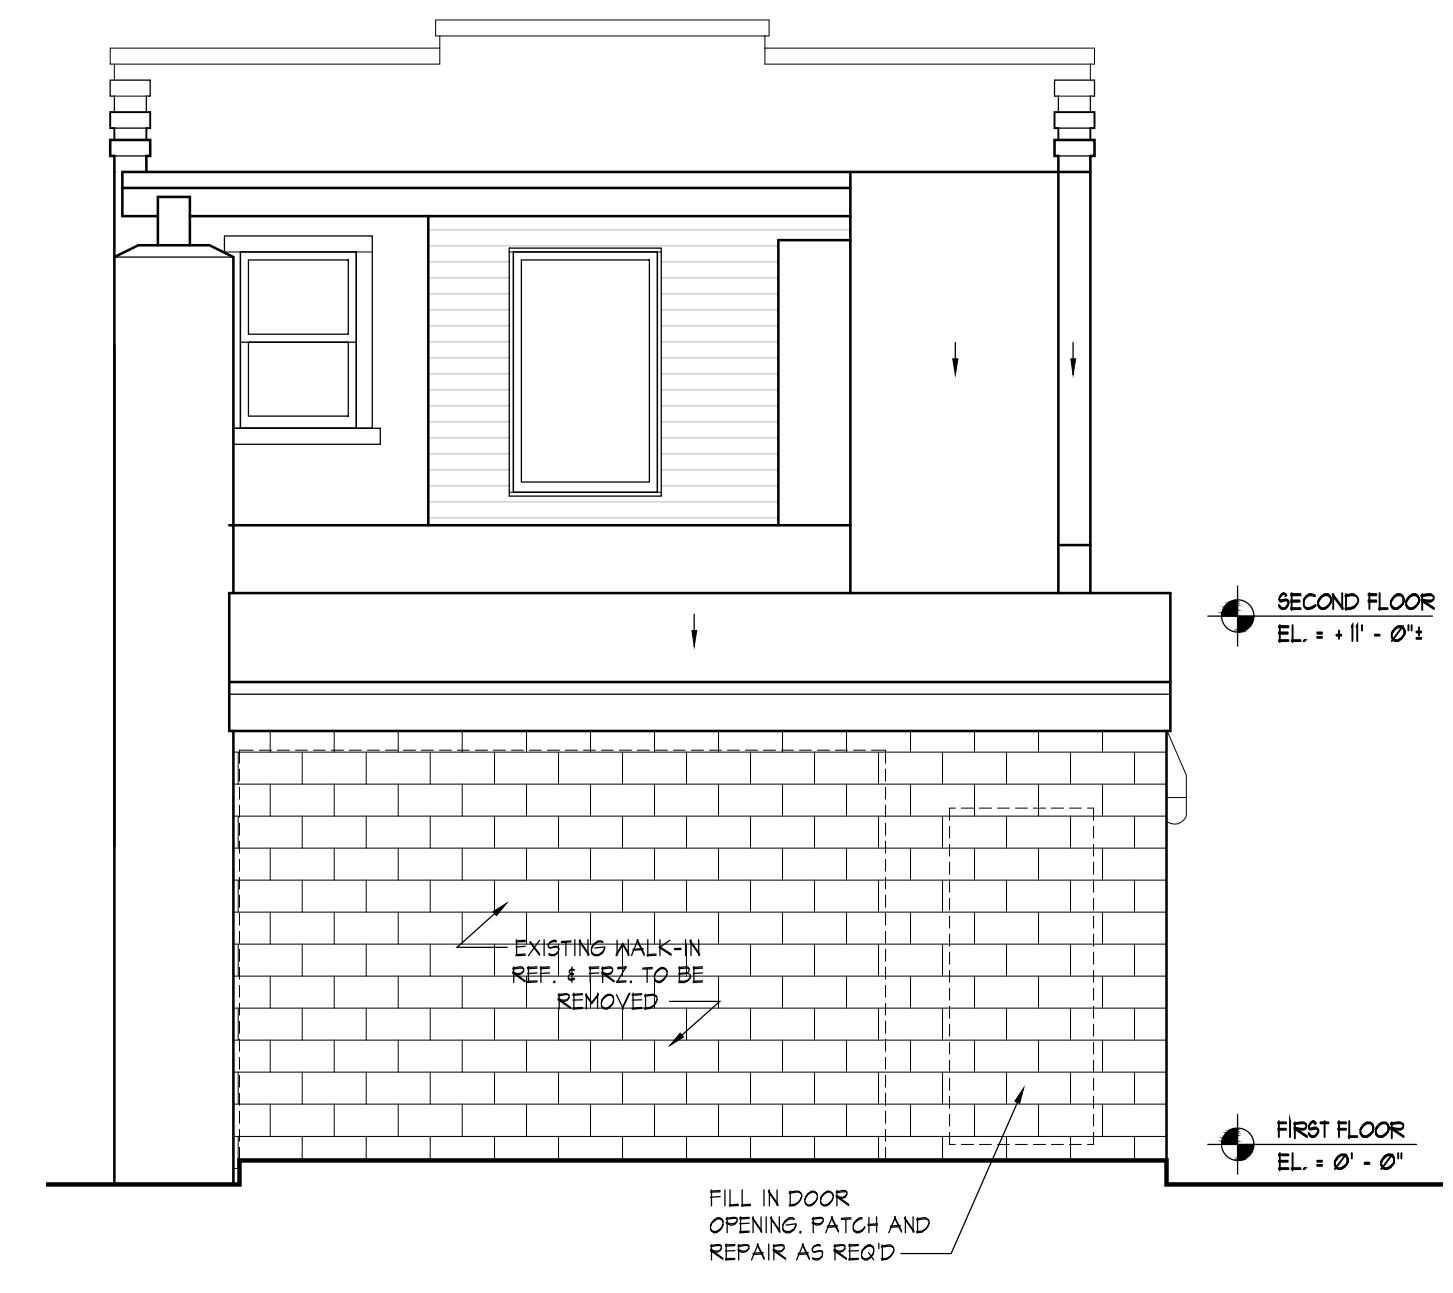 SECOND FLOOR
EL. = + 11' - 0"±
EXISTING WALK-IN
REF. & FRZ. TO BE
REMOVED
FIRST FLOOR
EL. = 0' - 0"
FILL IN DOOR
OPENING. PATCH AND
REPAIR AS REQ'D